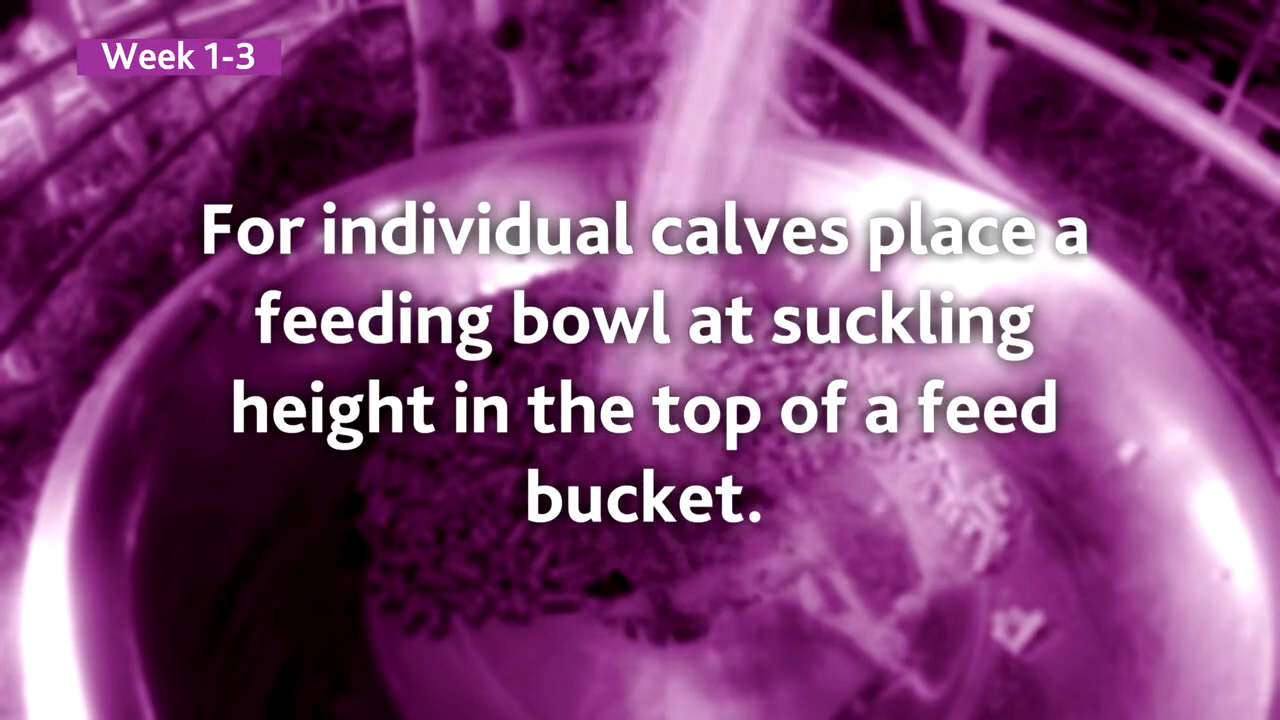 Week 1-3
For individual calves place a
feeding bowl at suckling
height in the top of a feed
bucket.